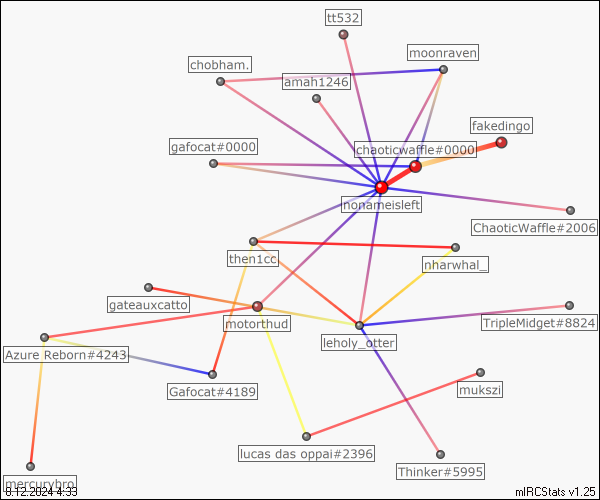 tt532
moonraven
chobham.
amah1246
fakedingo
gafocat#0000
chaoticwaffle#0000
nonameisleft
ChaoticWaffle#2006
then1cc
nharwhal_
gateauxcatto
motorthud
TripleMidget#8824
leholy_otter
Azure Reborn#4243
Gafocat#4189
mukszi
lucas das oppai#2396
Thinker#5995
mercurybro
8.12.2024 4:33
mIRCStats v1.25